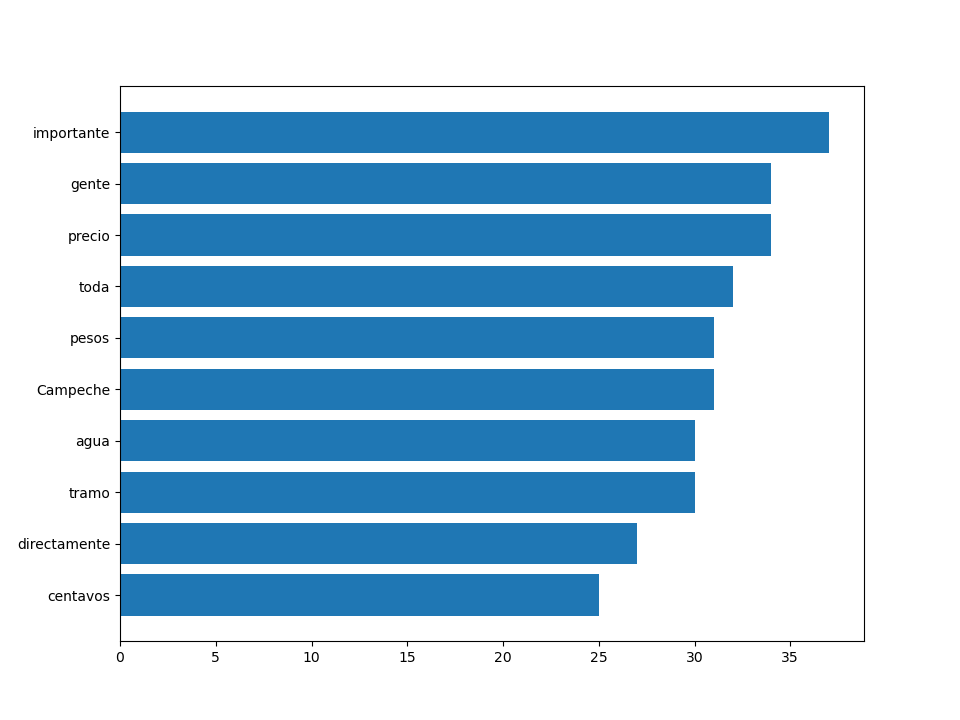 importante
gente
precio
toda
pesos
Campeche
agua
tramo
directamente
centavos
0 5 10 15 20 25 30 35